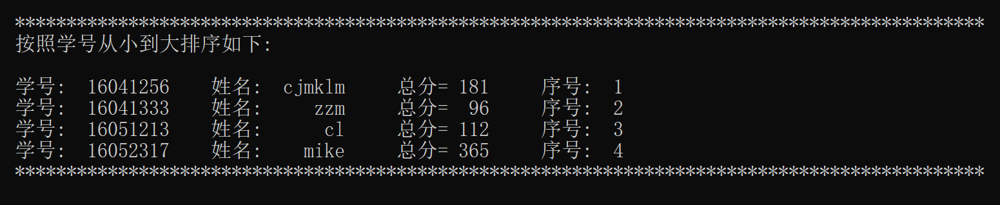 **********************************************************************************************
按照学号从小到大排序如下:
学号: 16041256 姓名: cjmklm 总分= 181 序号: 1
学号: 16041333 姓名: zzm 总分= 96 序号: 2
学号: 16051213 姓名: cl 总分= 112 序号: 3
学号: 16052317 姓名: mike 总分= 365 序号: 4
**********************************************************************************************